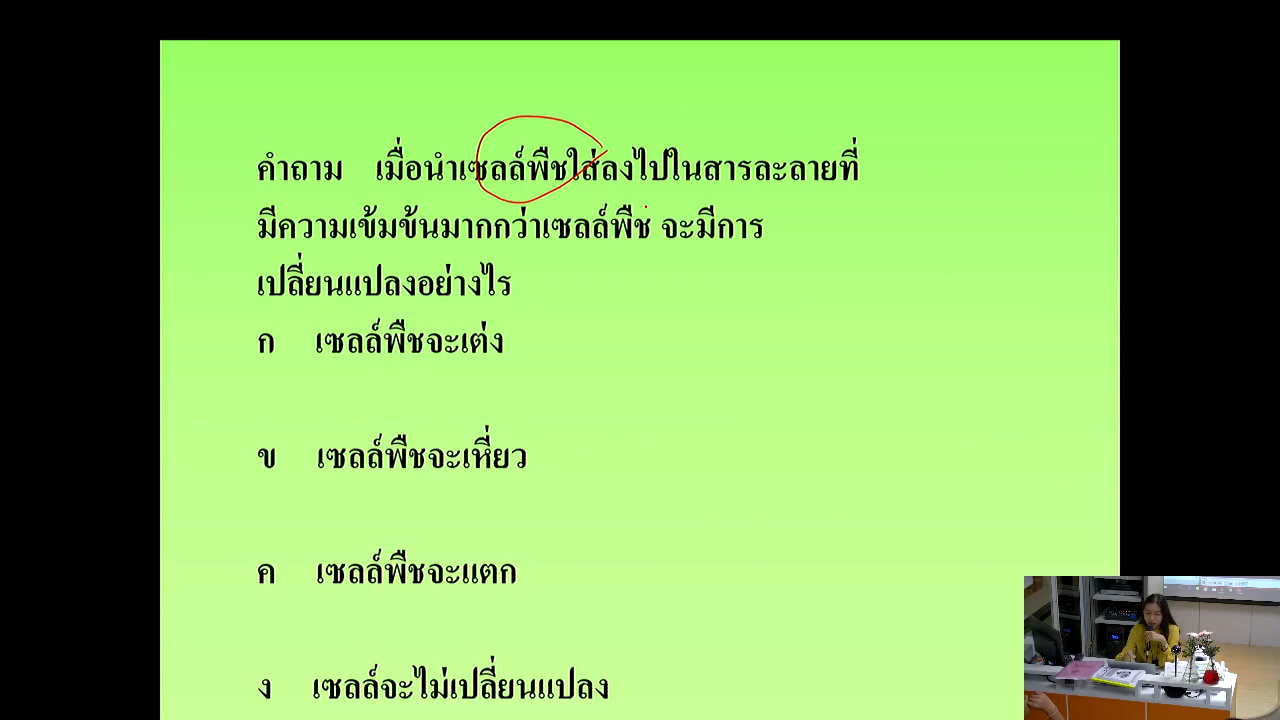 คำถาม เมื่อนำเซลล์พืชใส่ลงไปในสารละลายที่
มีความเข้มข้นมากกว่าเซลล์พืช จะมีการ
เปลี่ยนแปลงอย่างไร
ก เซลล์พืชจะเต่ง
ข เซลล์พืชจะเหี่ยว
ค เซลล์พืชจะแตก
ง เซลล์จะไม่เปลี่ยนแปลง